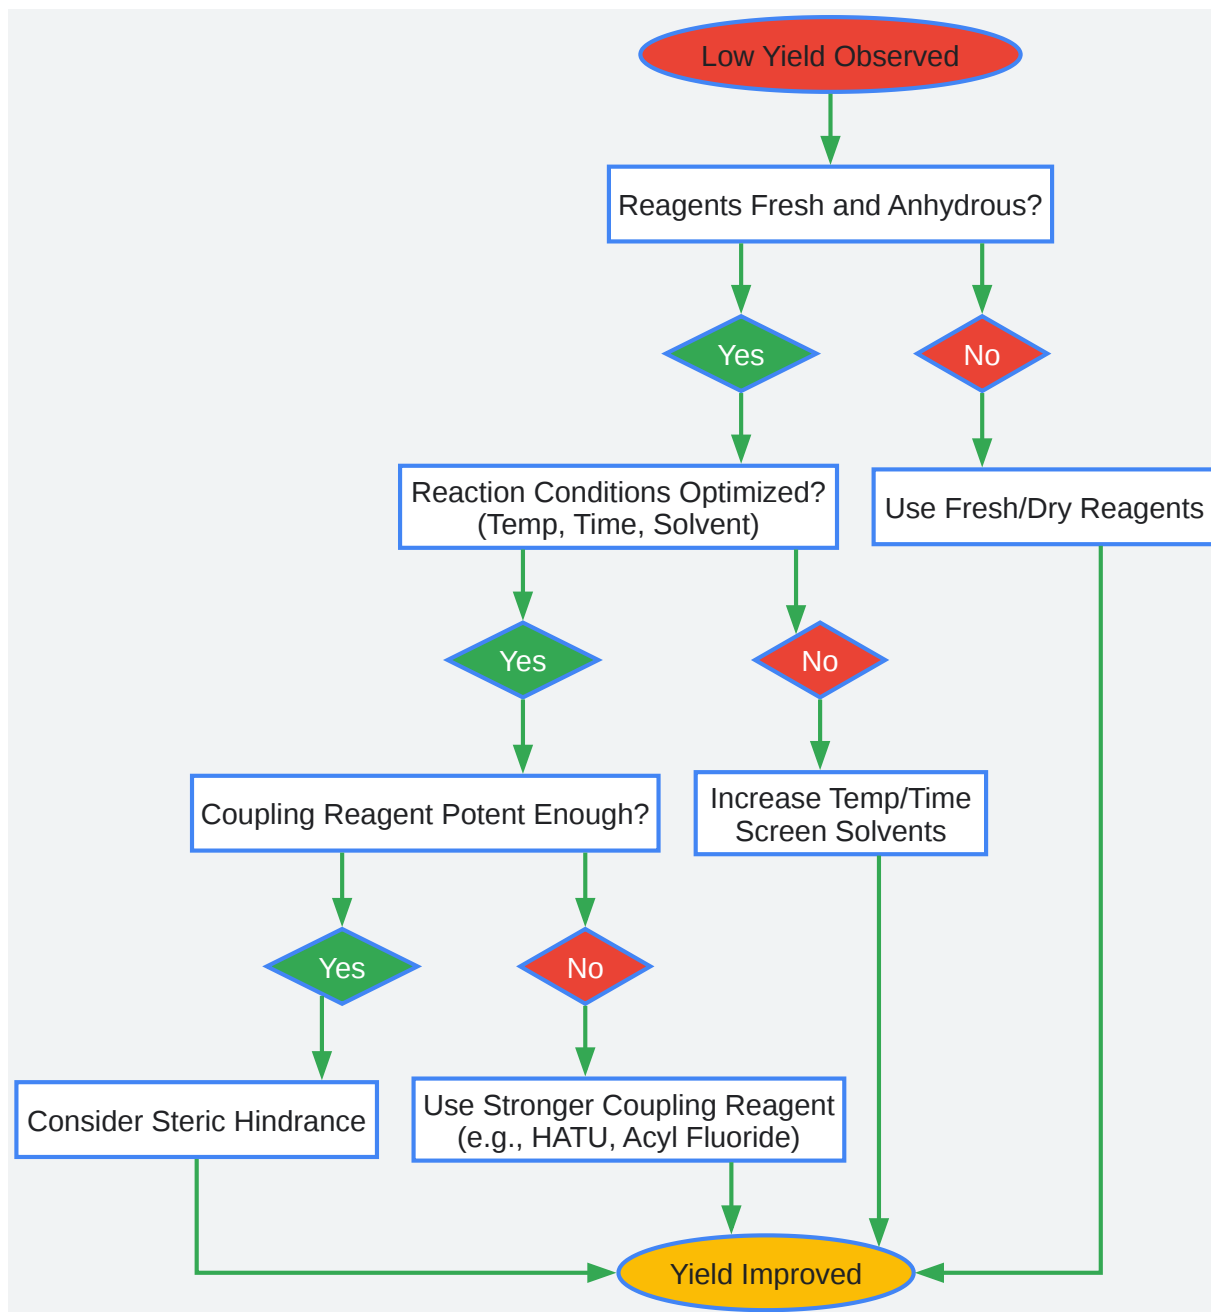 Low Yield Observed
Reagents Fresh and Anhydrous?
Yes
No
Reaction Conditions Optimized?
(Temp, Time, Solvent)
Use Fresh/Dry Reagents
Yes
No
Coupling Reagent Potent Enough?
Increase Temp/Time
Screen Solvents
Yes
No
Consider Steric Hindrance
Use Stronger Coupling Reagent
(e.g., HATU, Acyl Fluoride)
Yield Improved